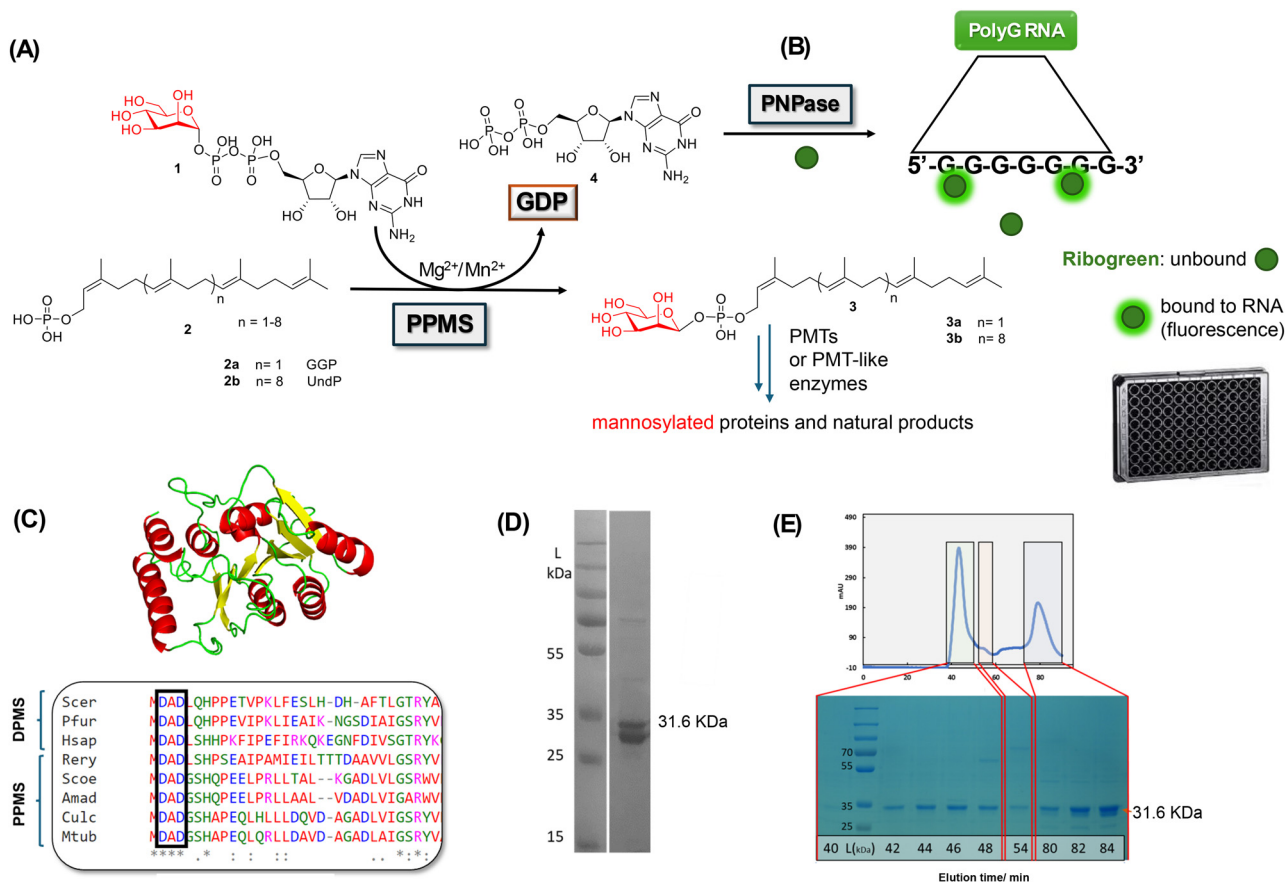 (A)
HO
OH
HO
HO
O
O
O
OH
OH
P
O
P
O
1
O
N
N
O
NH
N
NH2
HO
OH
(B)
PolyG RNA
PNPase
5’ -G-G-G-G-G-G-G-3’
O
O
P
O
P
O
OH
OH
OH
HO
OH
4
O
N
N
O
NH
N
NH2
GDP
Mg2+/Mn2+
PPMS
O
HO
P
O
OH
2
n
n = 1-8
2a n= 1 GGP
2b n= 8 UndP
HO
OH
HO
HO
O
O
O
P
O
OH
3
n
3a n= 1
3b n= 8
PMTs
or PMT-like
enzymes
mannosylated proteins and natural products
Ribogreen: unbound
bound to RNA
(fluorescence)
(C)
DPMS
Scer MDADLQHPPETVPKLFESLH-DH-AFTLGTRYA
Pfur MDADLQHPPEVIPKLIEAIK-NGSDIAIGSRYV
Hsap MDADLSHHPKFIPEFIRKQKEGNFDIVSGTRYK
PPMS
Rery MDADLSHPSEAIPAMIEILTTTDAAVVLGSRYV
Scoe MDADGSHQPEELPRLLTAL--KGADLVLGSRWV
Amad MDADGSHQPEELPRLLAAL--VDADLVIGARWV
Culc MDADGSHAPEQLHLLLDQVD-AGADLVIGSRYV
Mtub MDADGSHAPEQLQRLLDAVD-AGADLAIGSRYV
**** .* : : :: .. *:*:
(D)
L
kDa
55
35
25
15
31.6 KDa
(E)
mAU
490
390
290
190
90
-10
0 20 40 60 80
70
55
35
25
31.6 KDa
40 L(kDa) 42 44 46 48 54 80 82 84
Elution time/ min